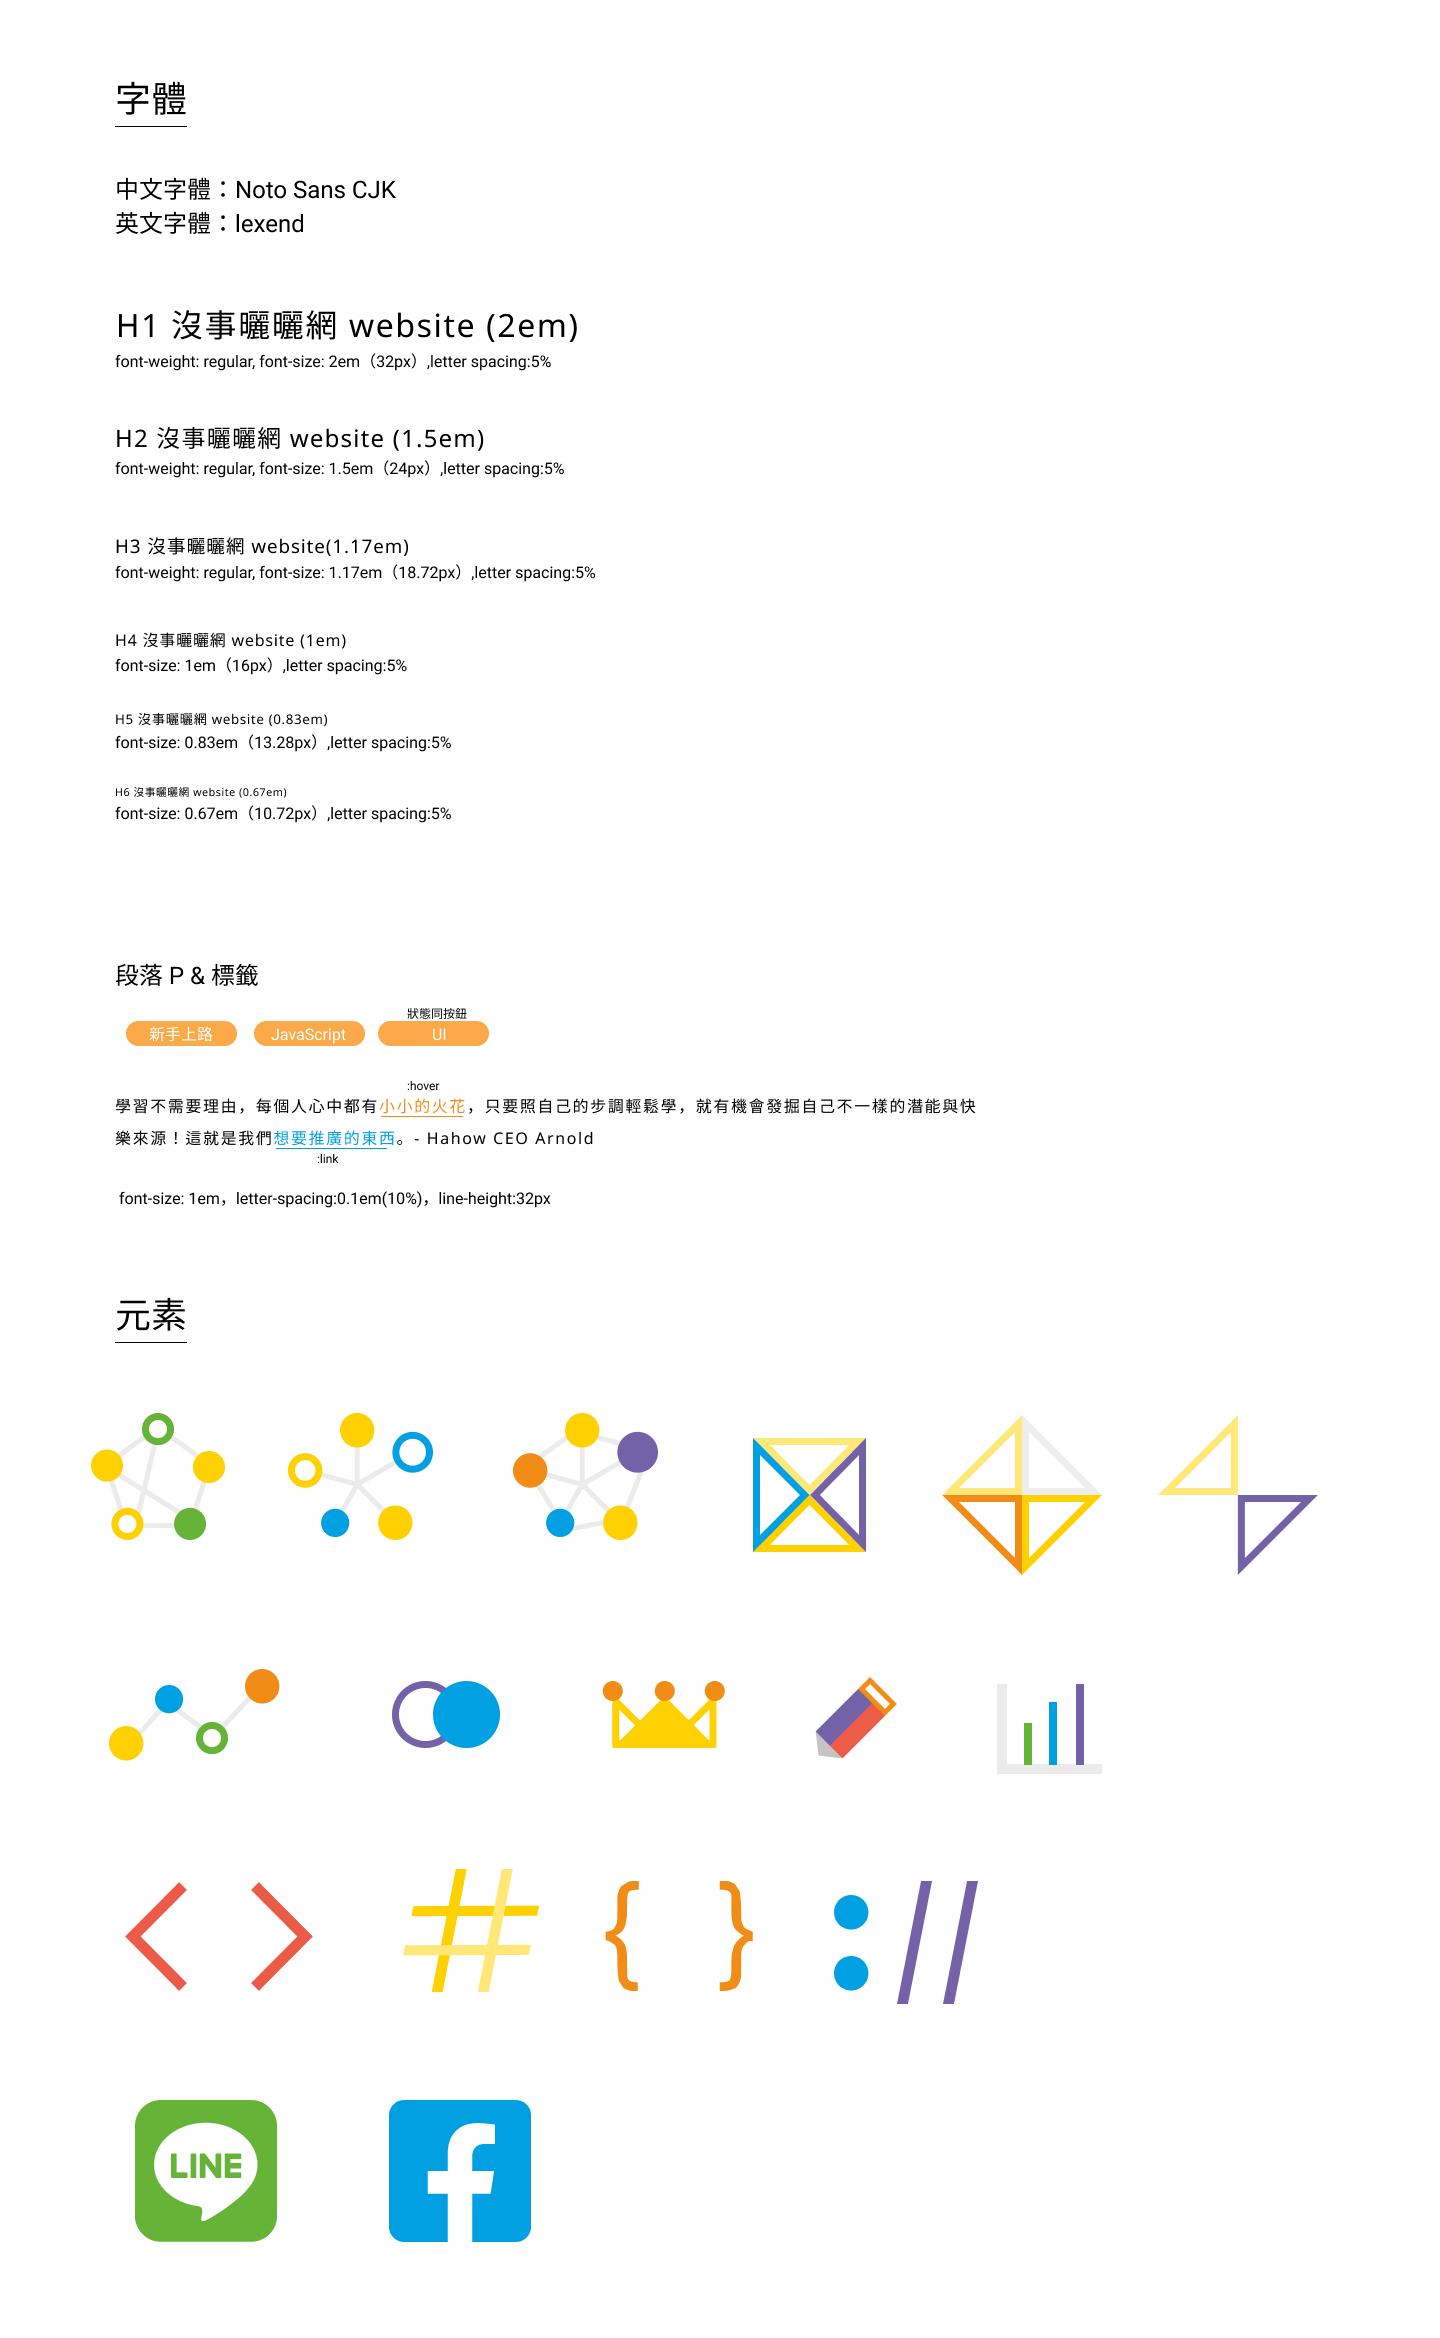 字體
中文字體：Noto Sans CJK
英文字體：lexend
H1 沒事曬曬網 website (2em)
font-weight: regular, font-size: 2em（32px）,letter spacing:5%
H2 沒事曬曬網 website (1.5em)
font-weight: regular, font-size: 1.5em（24px）,letter spacing:5%
H3 沒事曬曬網 website(1.17em)
font-weight: regular, font-size: 1.17em（18.72px）,letter spacing:5%
H4 沒事曬曬網 website (1em)
font-size: 1em（16px）,letter spacing:5%
H5 沒事曬曬網 website (0.83em)
font-size: 0.83em（13.28px）,letter spacing:5%
H6 沒事曬曬網 website (0.67em)
font-size: 0.67em（10.72px）,letter spacing:5%
段落 P & 標籤
狀態同按鈕
新手上路 JavaScript UI
:hover
學習不需要理由，每個人心中都有小小的火花，只要照自己的步調輕鬆學，就有機會發掘自己不一樣的潛能與快
樂來源！這就是我們想要推廣的東西。- Hahow CEO Arnold
:link
font-size: 1em，letter-spacing:0.1em(10%)，line-height:32px
元素
< > # { } ://
LINE f